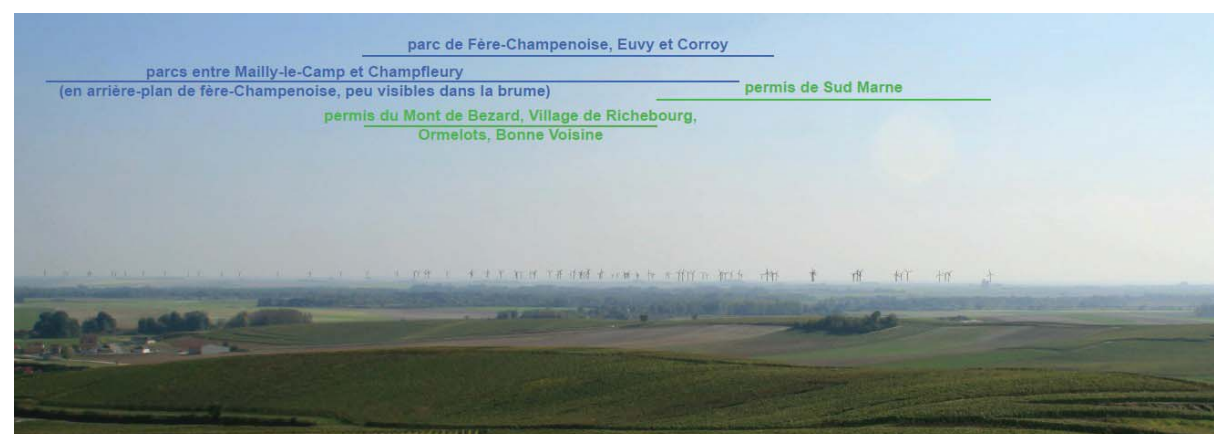 parc de Fère-Champenoise, Euvy et Corroy
parcs entre Mailly-le-Camp et Champfleury
(en arrière-plan de fère-Champenoise, peu visibles dans la brume)
permis de Sud Marne
permis du Mont de Bezard, Village de Richebourg,
Ormelots, Bonne Voisine